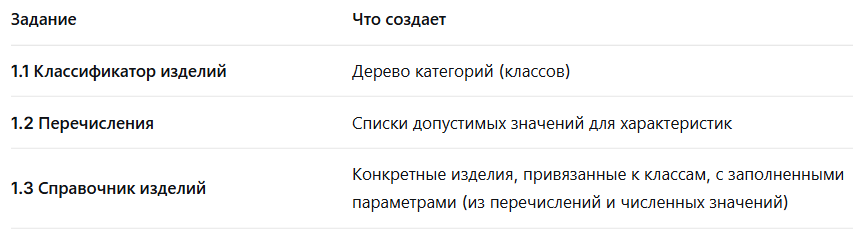 Задание Что создает
1.1 Классификатор изделий Дерево категорий (классов)
1.2 Перечисления Списки допустимых значений для характеристик
1.3 Справочник изделий Конкретные изделия, привязанные к классам, с заполненными
параметрами (из перечислений и численных значений)